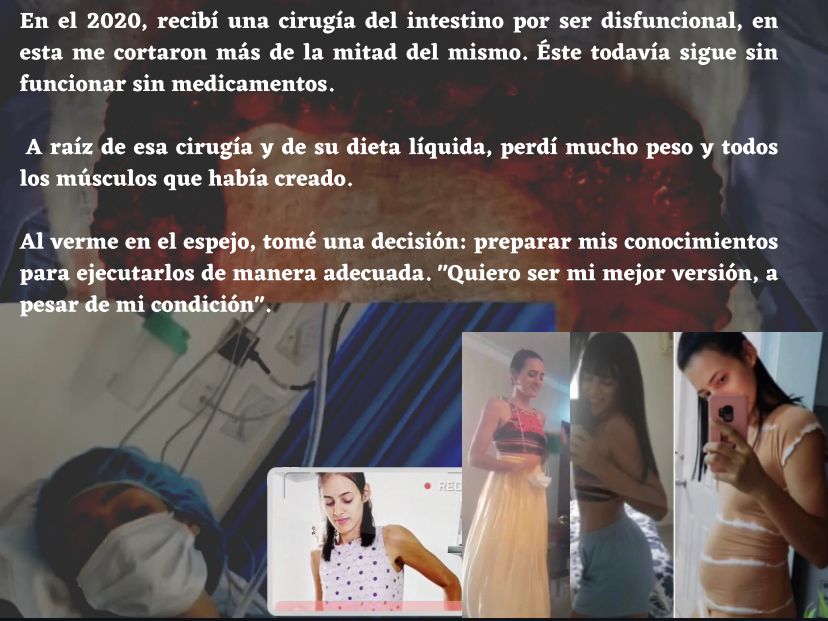 En el 2020, recibí una cirugía del intestino por ser disfuncional, en
esta me cortaron más de la mitad del mismo. Éste todavía sigue sin
funcionar sin medicamentos.
A raíz de esa cirugía y de su dieta líquida, perdí mucho peso y todos
los músculos que había creado.
Al verme en el espejo, tomé una decisión: preparar mis conocimientos
para ejecutarlos de manera adecuada. "Quiero ser mi mejor versión, a
pesar de mi condición".
REC